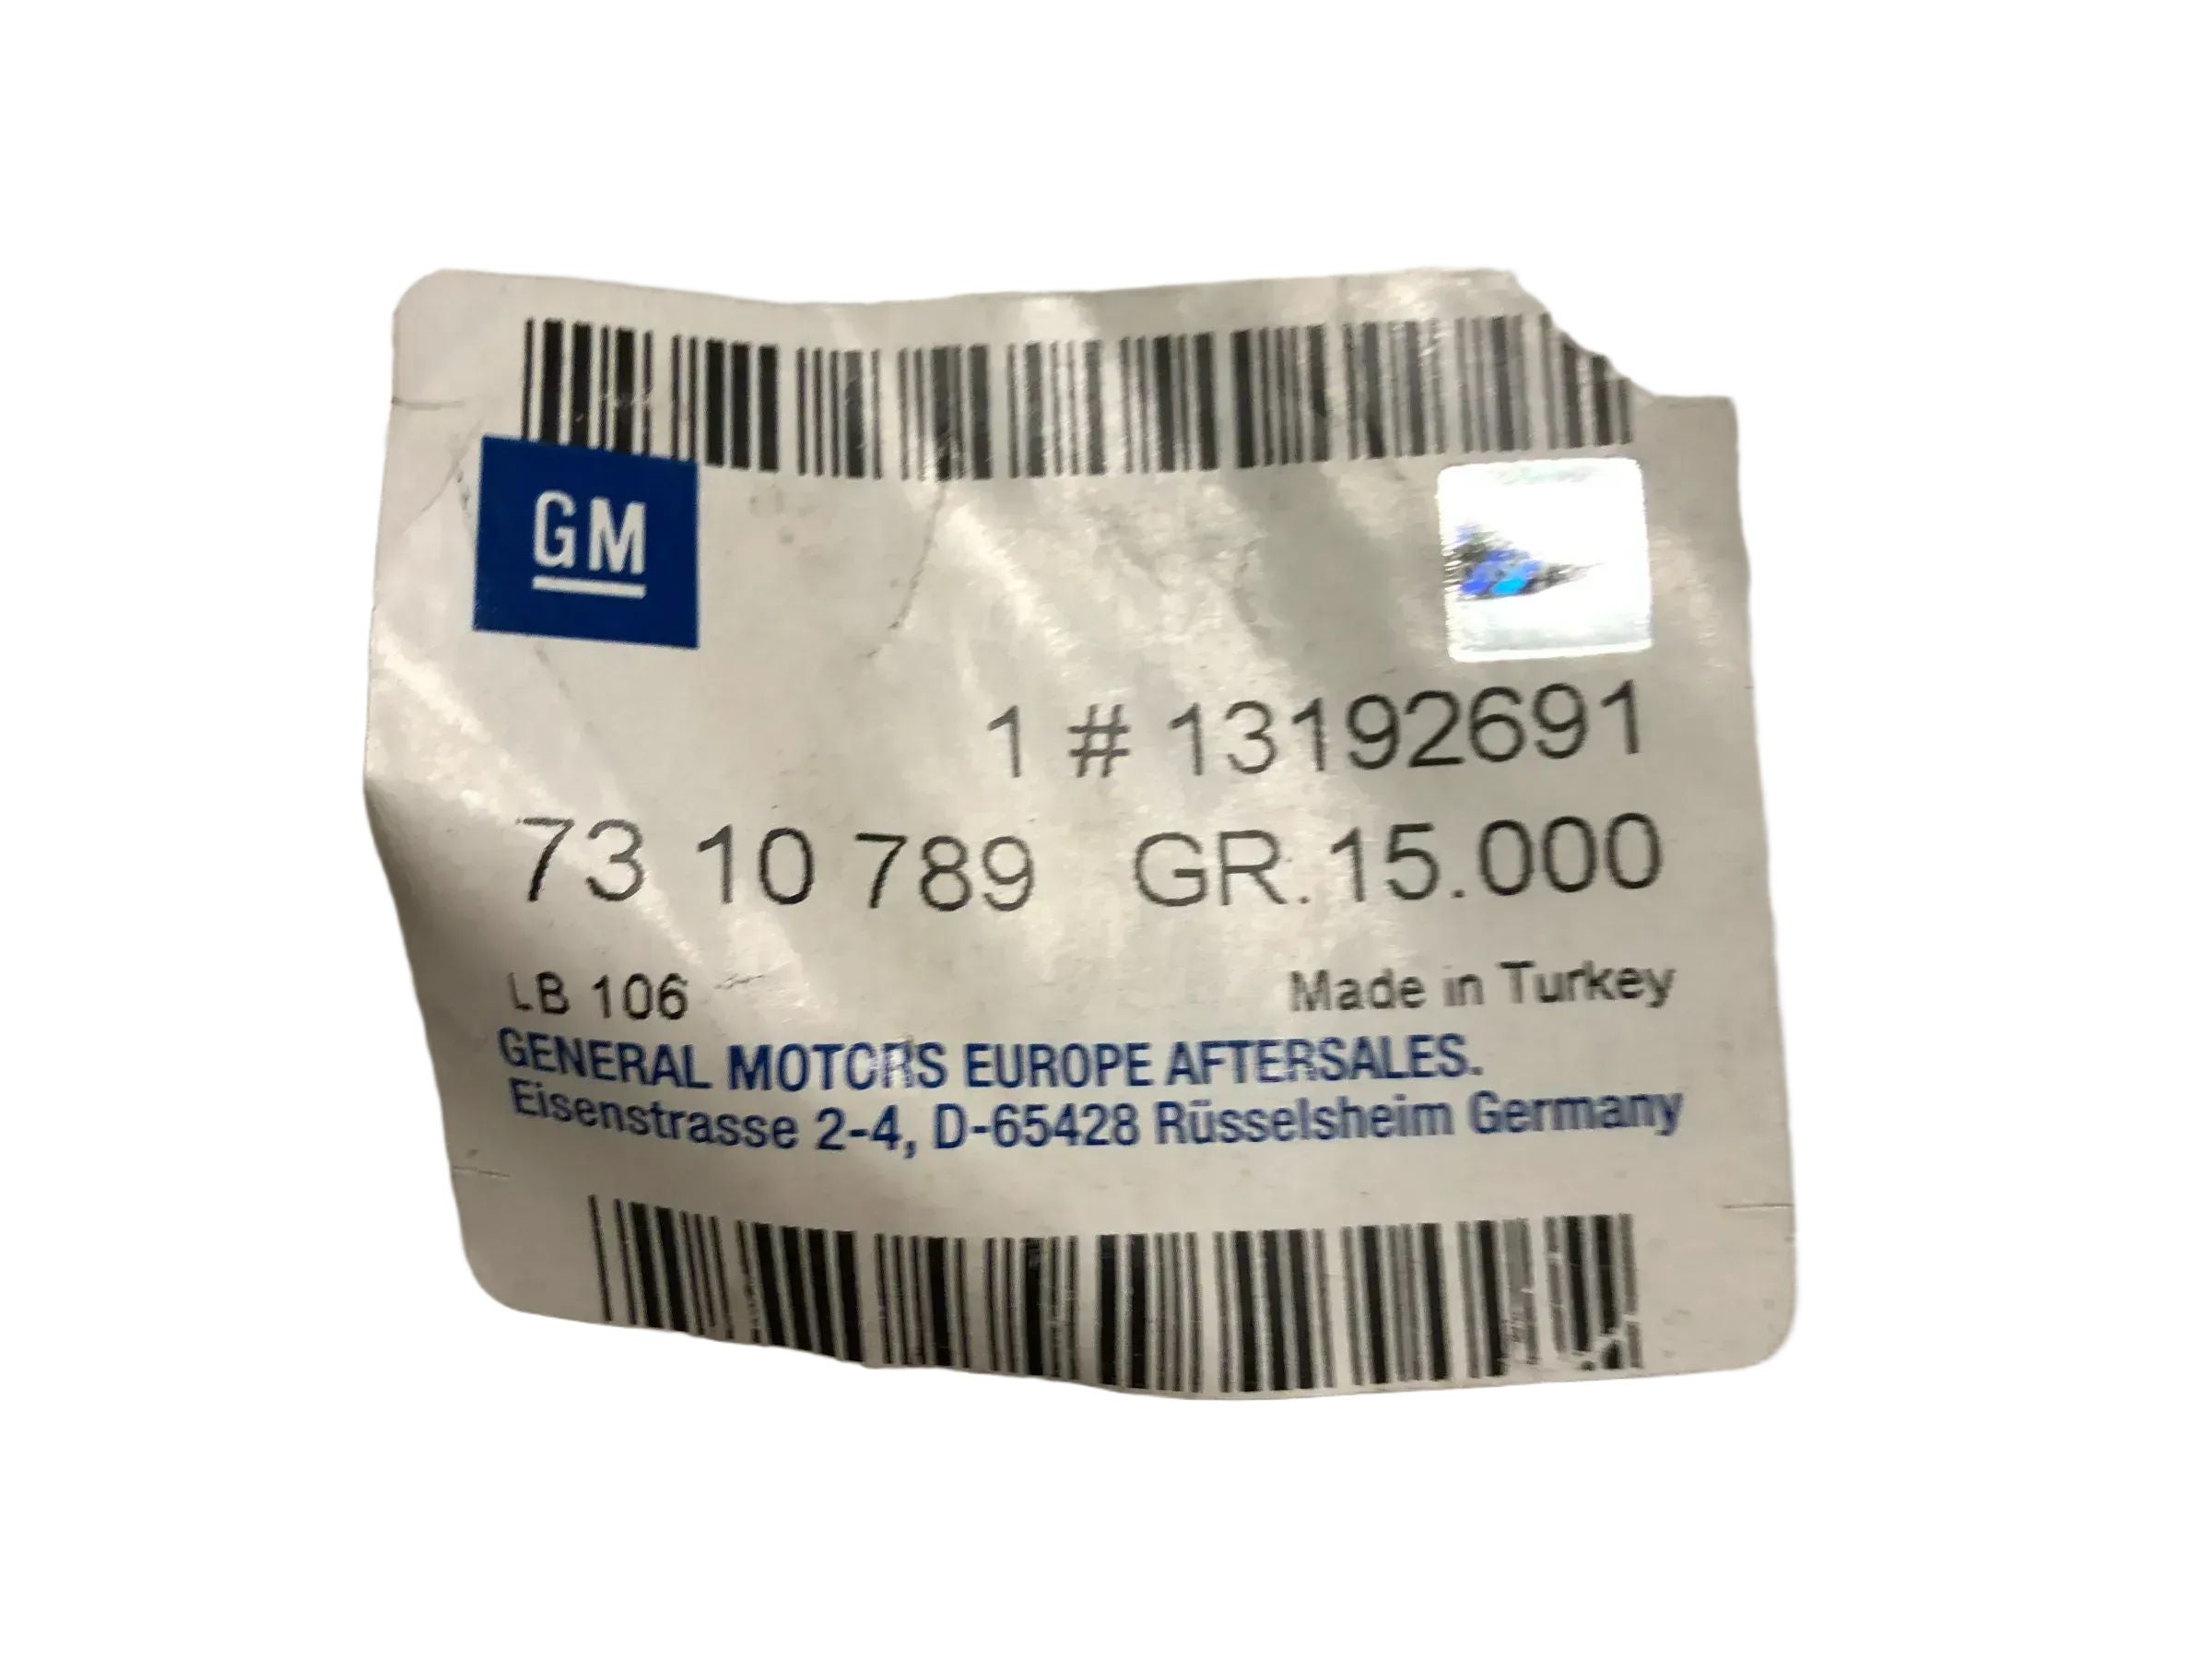 GM
1 # 13192691
73 10 789 GR. 15.000
LB 106 Made in Turkey
GENERAL MOTORS EUROPE AFTERSALES.
Eisenstrasse 2-4, D-65428 Rüsselsheim Germany